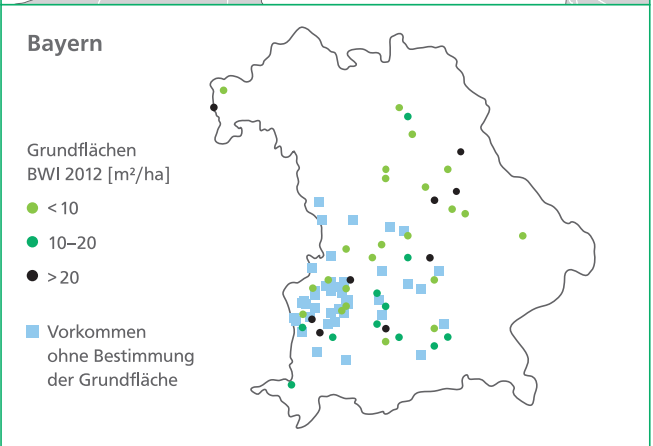 Bayern
Grundflächen
BWI 2012 [m²/ha]
< 10
10–20
> 20
Vorkommen
ohne Bestimmung
der Grundfläche